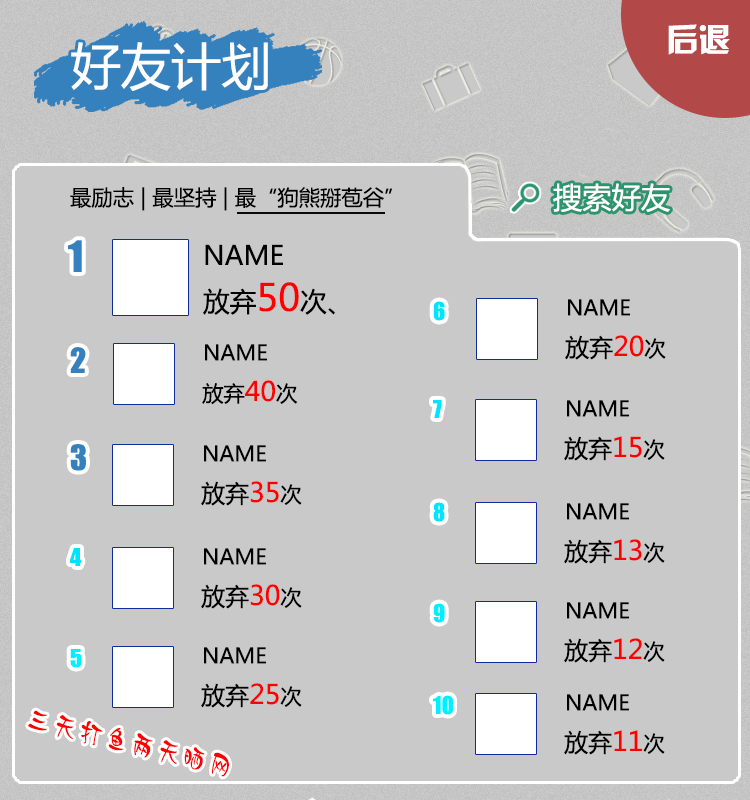 好友计划
后退
最励志 | 最坚持 | 最“狗熊掰苞谷”
搜索好友
1
NAME
放弃50次、
2
NAME
放弃40次
3
NAME
放弃35次
4
NAME
放弃30次
5
NAME
放弃25次
6
NAME
放弃20次
7
NAME
放弃15次
8
NAME
放弃13次
9
NAME
放弃12次
10
NAME
放弃11次
三天打鱼两天晒网